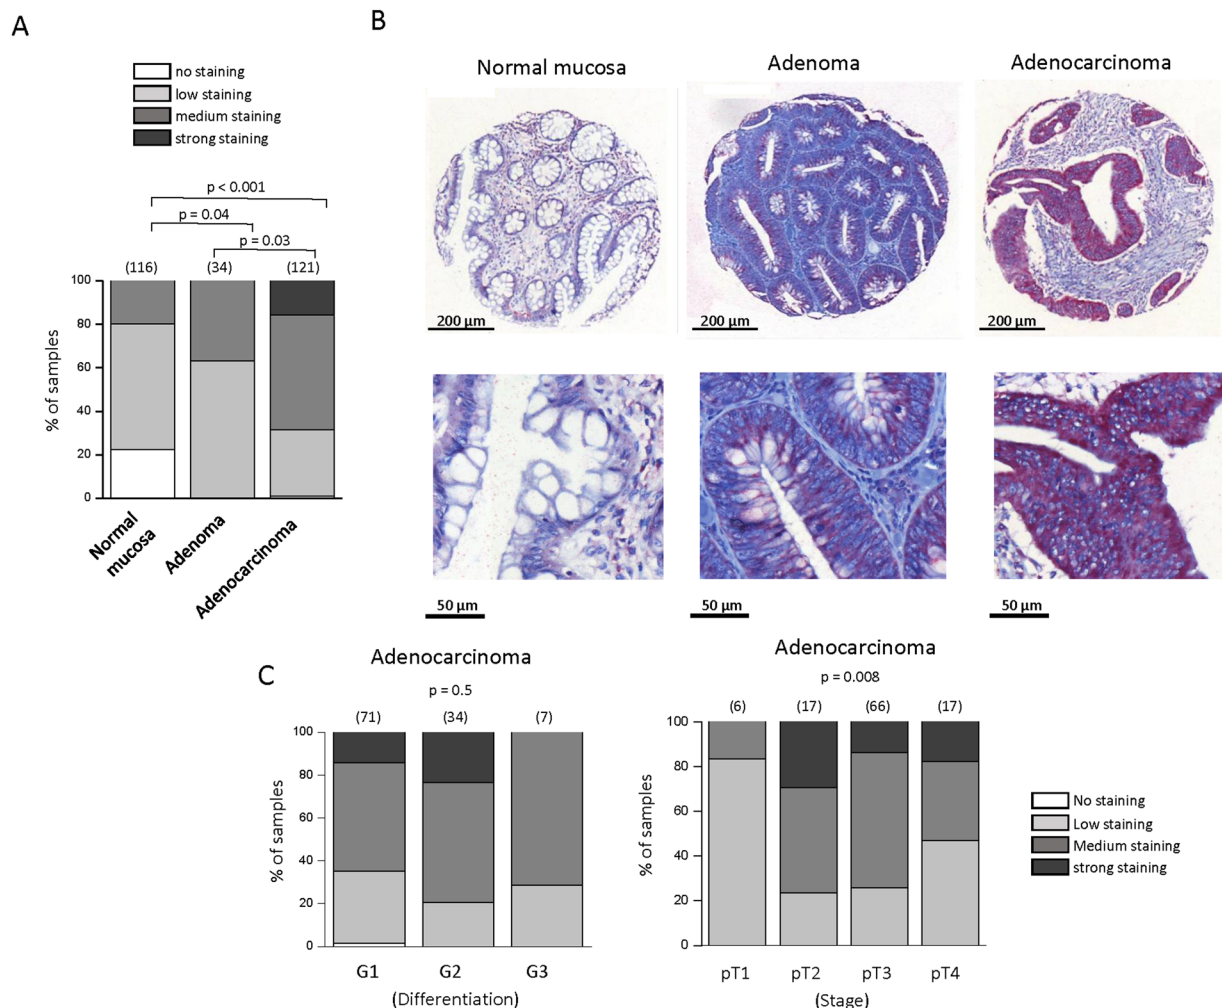 A
no staining
low staining
medium staining
strong staining
p < 0.001
p = 0.04
p = 0.03
(116) (34) (121)
100
80
60
40
20
0
% of samples
Normal mucosa
Adenoma
Adenocarcinoma
B
Normal mucosa
Adenoma
Adenocarcinoma
200 µm
200 µm
200 µm
50 µm
50 µm
50 µm
C
Adenocarcinoma
p = 0.5
(71) (34) (7)
100
80
60
40
20
0
% of samples
G1 G2 G3
(Differentiation)
Adenocarcinoma
p = 0.008
(6) (17) (66) (17)
100
80
60
40
20
0
% of samples
pT1 pT2 pT3 pT4
(Stage)
No staining
Low staining
Medium staining
strong staining